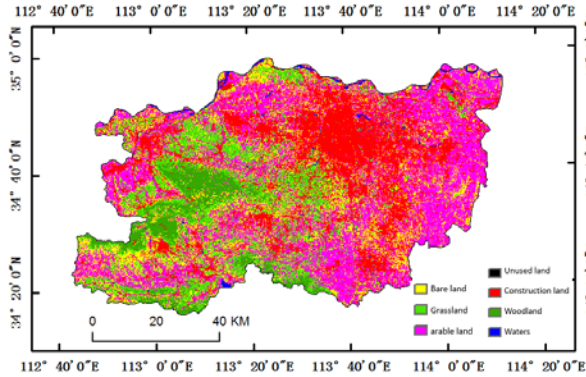 112° 40′ 0″E 113° 0′ 0″E 113° 20′ 0″E 113° 40′ 0″E 114° 0′ 0″E 114° 20′ 0″E
35° 0′ 0″N
34° 40′ 0″N
34° 20′ 0″N
Unused land
Bare land Construction land
Grassland Woodland
arable land Waters
0 20 40 KM
112° 40′ 0″E 113° 0′ 0″E 113° 20′ 0″E 113° 40′ 0″E 114° 0′ 0″E 114° 20′ 0″E